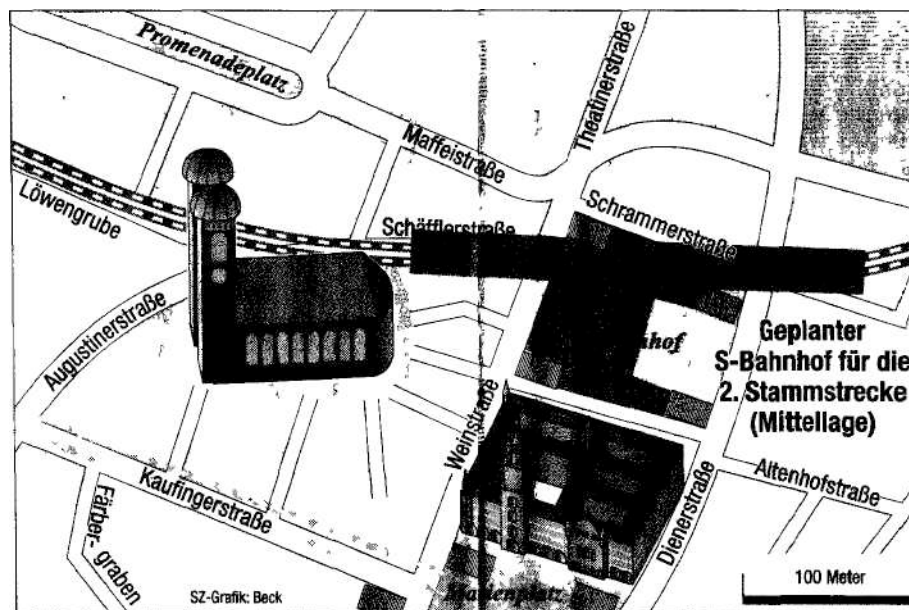 Promenadeplatz
Theatinerstraße
Maffeistraße
Löwengrube
Schäfflerstraße
Schrammerstraße
Augustinerstraße
Geplanter
S-Bahnhof für die
2. Stammstrecke
(Mittellage)
Weinstraße
Kaufingerstraße
Dienerstraße
Altenhofstraße
Färber-
graben
SZ-Grafik: Beck
Marienplatz
100 Meter